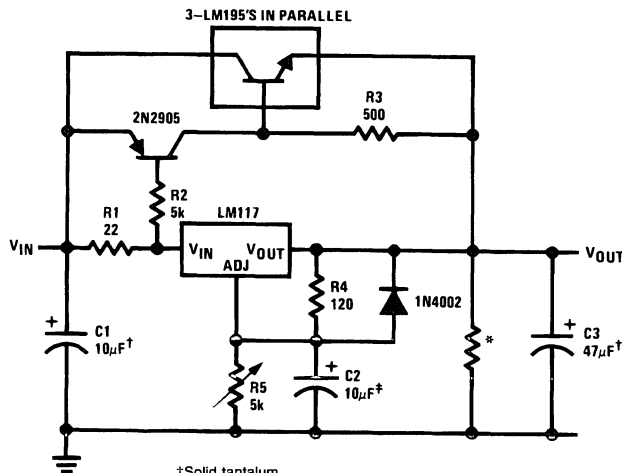 3–LM195'S IN PARALLEL
2N2905
R3
500
R2
5k
R1
22
LM117
VIN
VIN
VOUT
ADJ
VOUT
R4
120
1N4002
+
C1
10μF†
R5
5k
+
C2
10μF‡
*
+
C3
47μF†
†Solid tantalum